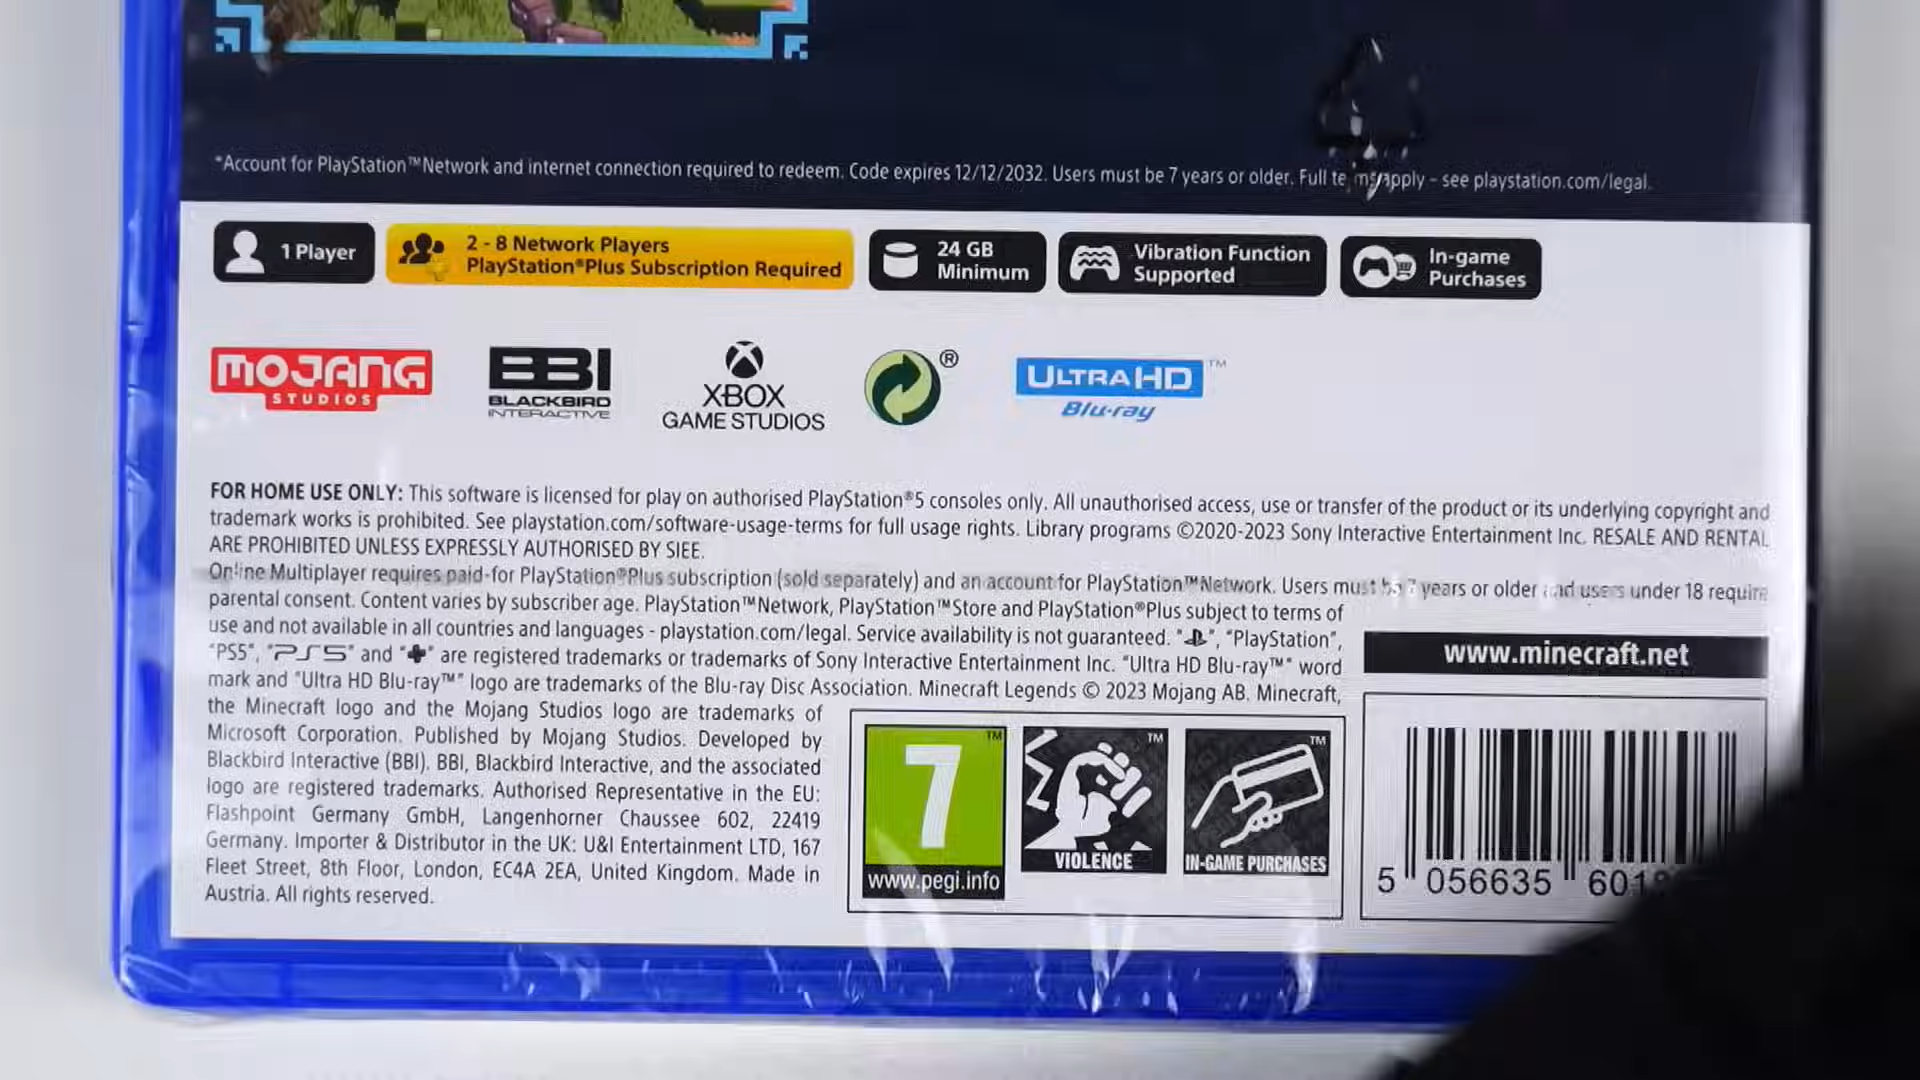 *Account for PlayStation™Network and internet connection required to redeem. Code expires 12/12/2032. Users must be 7 years or older. Full apply – see playstation.com/legal.
1 Player
2 - 8 Network Players
PlayStation®Plus Subscription Required
24 GB
Minimum
Vibration Function
Supported
In-game
Purchases
MOJANG
STUDIOS
BBI
BLACKBIRD
INTERACTIVE
XBOX
GAME STUDIOS
®
ULTRA HD™
Blu-ray
FOR HOME USE ONLY: This software is licensed for play on authorised PlayStation®5 consoles only. All unauthorised access, use or transfer of the product or its underlying copyright and
trademark works is prohibited. See playstation.com/software-usage-terms for full usage rights. Library programs ©2020-2023 Sony Interactive Entertainment Inc. RESALE AND RENTAL
ARE PROHIBITED UNLESS EXPRESSLY AUTHORISED BY SIEE.
Online Multiplayer requires paid-for PlayStation®Plus subscription (sold separately) and an account for PlayStation™Network. Users must be 7 years or older and users under 18 require
parental consent. Content varies by subscriber age. PlayStation™Network, PlayStation™Store and PlayStation®Plus subject to terms of
use and not available in all countries and languages - playstation.com/legal. Service availability is not guaranteed. "", "PlayStation",
"PS5", "PS5" and "" are registered trademarks or trademarks of Sony Interactive Entertainment Inc. "Ultra HD Blu-ray™" word
mark and "Ultra HD Blu-ray™" logo are trademarks of the Blu-ray Disc Association. Minecraft Legends © 2023 Mojang AB. Minecraft,
the Minecraft logo and the Mojang Studios logo are trademarks of
Microsoft Corporation. Published by Mojang Studios. Developed by
Blackbird Interactive (BBI). BBI, Blackbird Interactive, and the associated
logo are registered trademarks. Authorised Representative in the EU:
Flashpoint Germany GmbH, Langenhorner Chaussee 602, 22419
Germany. Importer & Distributor in the UK: U&I Entertainment LTD, 167
Fleet Street, 8th Floor, London, EC4A 2EA, United Kingdom. Made in
Austria. All rights reserved.
www.minecraft.net
7™
www.pegi.info
™
VIOLENCE
™
IN-GAME PURCHASES
5 056635 601